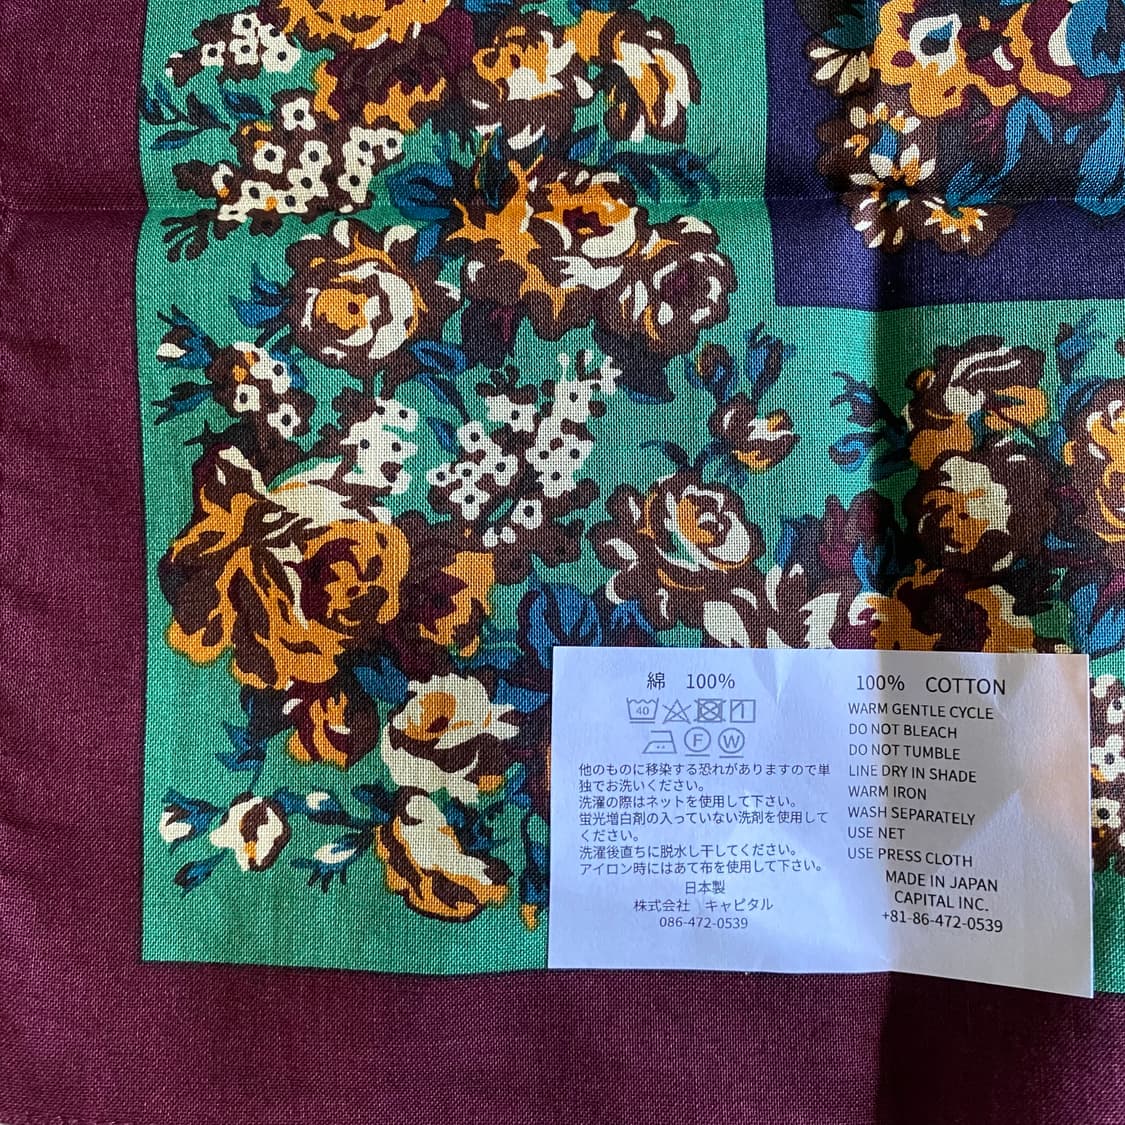 綿 100%
40
F W
他のものに移染する恐れがありますので単
独でお洗いください。
洗濯の際はネットを使用して下さい。
蛍光増白剤の入っていない洗剤を使用して
ください。
洗濯後直ちに脱水し干してください。
アイロン時にはあて布を使用して下さい。
日本製
株式会社 キャピタル
086-472-0539
100% COTTON
WARM GENTLE CYCLE
DO NOT BLEACH
DO NOT TUMBLE
LINE DRY IN SHADE
WARM IRON
WASH SEPARATELY
USE NET
USE PRESS CLOTH
MADE IN JAPAN
CAPITAL INC.
+81-86-472-0539